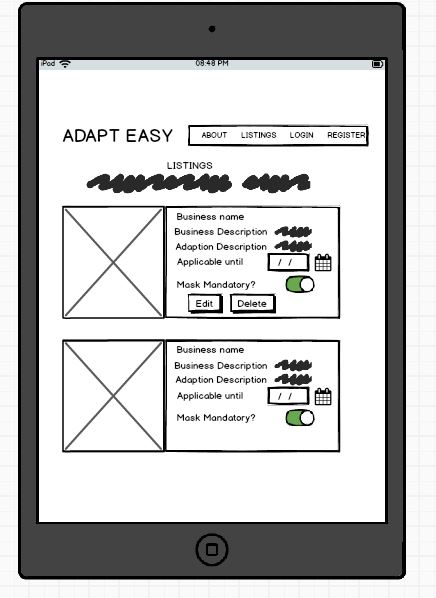 iPad 08:48 PM
ADAPT EASY ABOUT LISTINGS LOGIN REGISTER
LISTINGS
Business name
Business Description
Adaption Description
Applicable until / /
Mask Mandatory?
Edit Delete
Business name
Business Description
Adaption Description
Applicable until / /
Mask Mandatory?